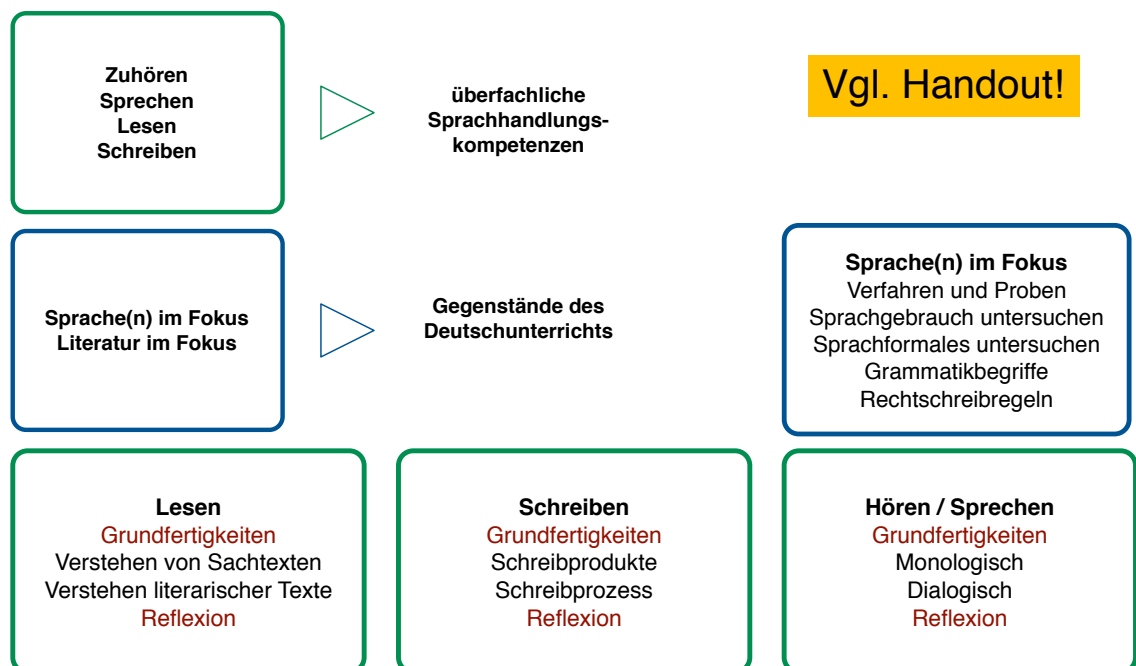 Zuhören
Sprechen
Lesen
Schreiben
überfachliche
Sprachhandlungs-
kompetenzen
Vgl. Handout!
Sprache(n) im Fokus
Literatur im Fokus
Gegenstände des
Deutschunterrichts
Sprache(n) im Fokus
Verfahren und Proben
Sprachgebrauch untersuchen
Sprachformales untersuchen
Grammatikbegriffe
Rechtschreibregeln
Lesen
Grundfertigkeiten
Verstehen von Sachtexten
Verstehen literarischer Texte
Reflexion
Schreiben
Grundfertigkeiten
Schreibprodukte
Schreibprozess
Reflexion
Hören / Sprechen
Grundfertigkeiten
Monologisch
Dialogisch
Reflexion